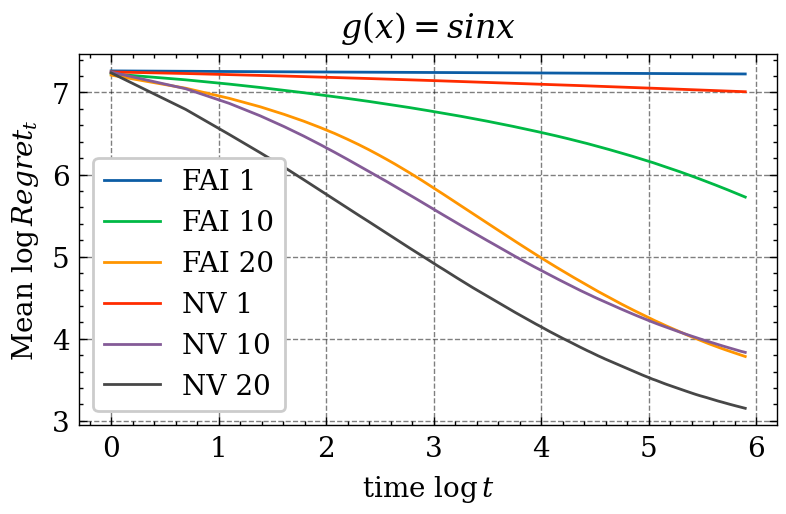 g(x) = sinx
Mean log Regret_t
7
6
5
4
3
FAI 1
FAI 10
FAI 20
NV 1
NV 10
NV 20
0 1 2 3 4 5 6
time log t